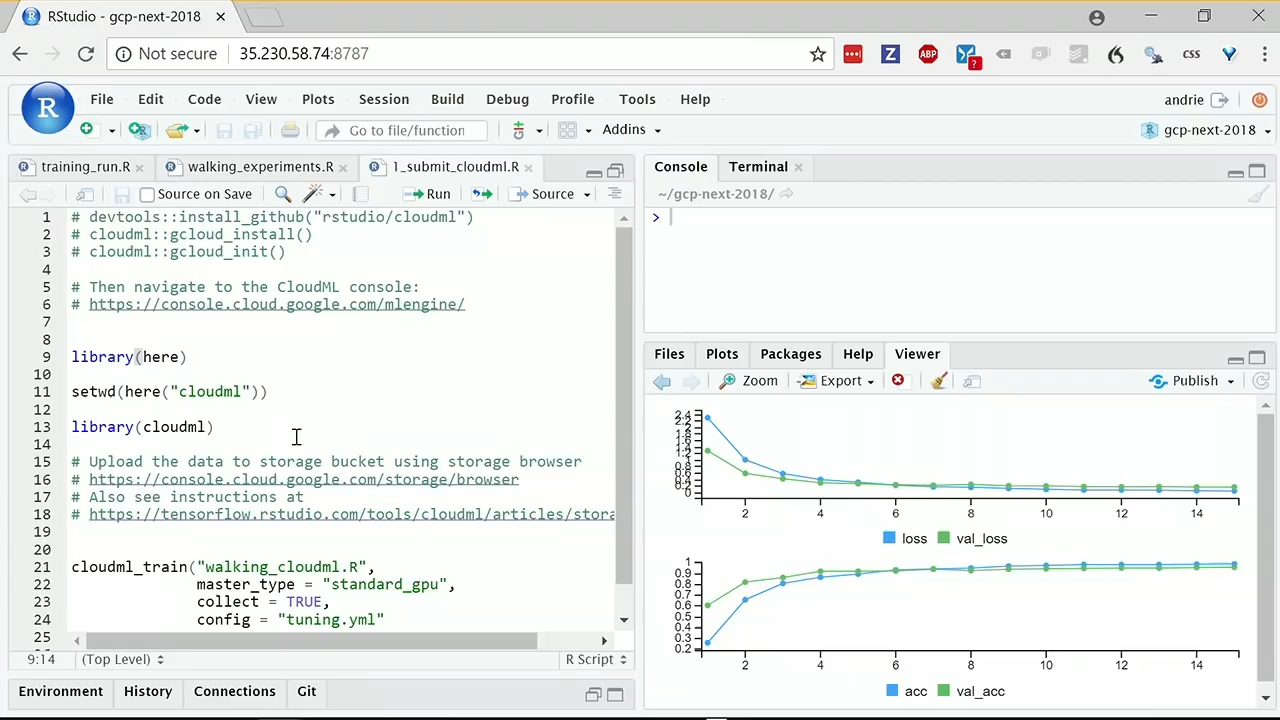 RStudio - gcp-next-2018
Not secure 35.230.58.74:8787
Z ABP ? CSS
R File Edit Code View Plots Session Build Debug Profile Tools Help andrie
Go to file/function Addins gcp-next-2018
training_run.R walking_experiments.R 1_submit_cloudml.R
Source on Save Run Source
1 # devtools::install_github("rstudio/cloudml")
2 # cloudml::gcloud_install()
3 # cloudml::gcloud_init()
4
5 # Then navigate to the CloudML console:
6 # https://console.cloud.google.com/mlengine/
7
8
9 library(here)
10
11 setwd(here("cloudml"))
12
13 library(cloudml)
14
15 # Upload the data to storage bucket using storage browser
16 # https://console.cloud.google.com/storage/browser
17 # Also see instructions at
18 # https://tensorflow.rstudio.com/tools/cloudml/articles/stora
19
20
21 cloudml_train("walking_cloudml.R",
22 master_type = "standard_gpu",
23 collect = TRUE,
24 config = "tuning.yml"
25
9:14 (Top Level) R Script
Environment History Connections Git
Console Terminal
~/gcp-next-2018/
>
Files Plots Packages Help Viewer
Zoom Export Publish
2.4
2.2
2
1.8
1.6
1.4
1.2
1
0.8
0.6
0.4
0.2
0
2 4 6 8 10 12 14
loss val_loss
1
0.9
0.8
0.7
0.6
0.5
0.4
0.3
0.2
2 4 6 8 10 12 14
acc val_acc